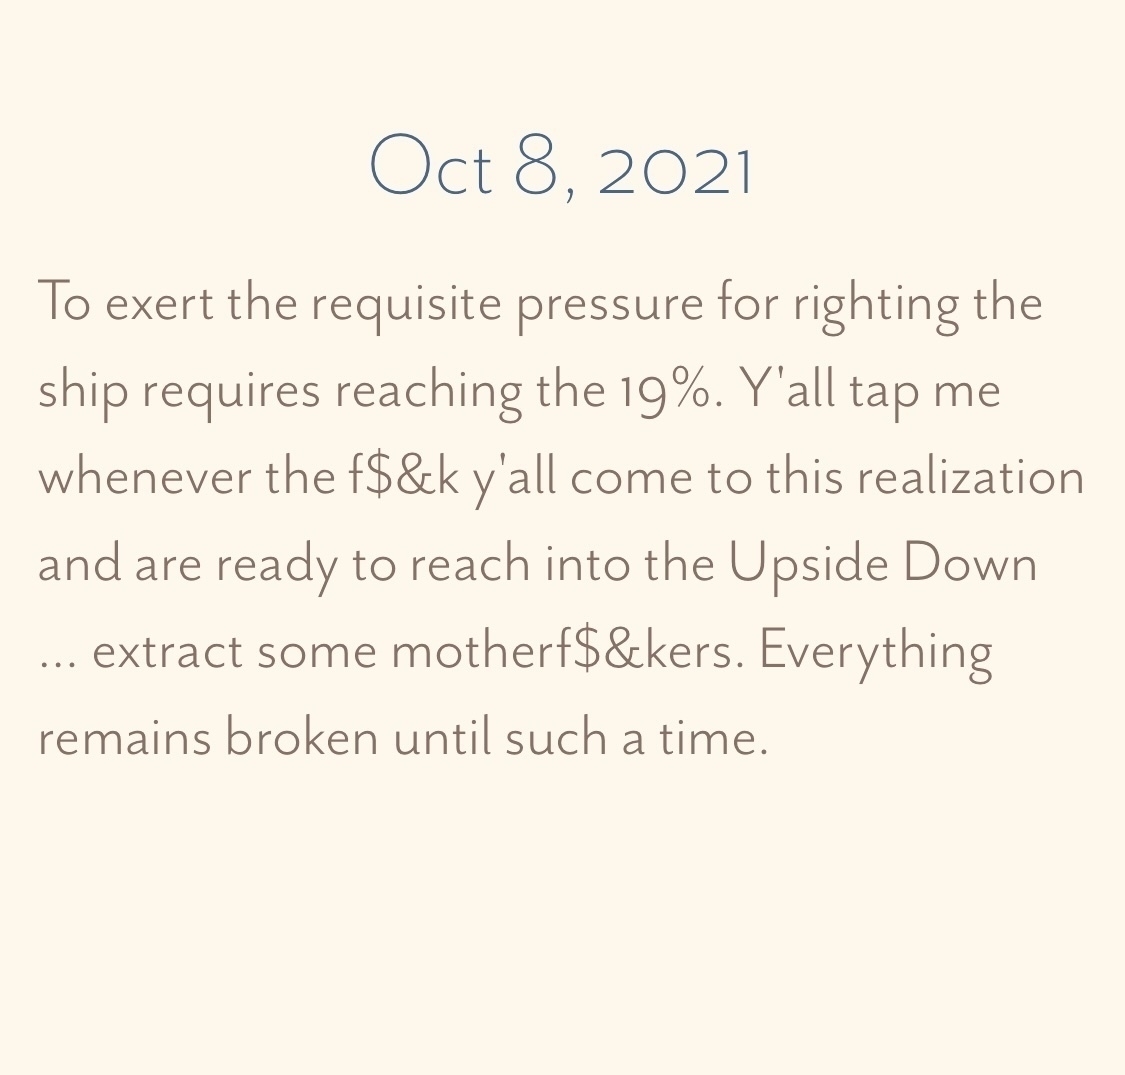 Oct 8, 2021
To exert the requisite pressure for righting the
ship requires reaching the 19%. Y'all tap me
whenever the f$&k y'all come to this realization
and are ready to reach into the Upside Down
... extract some motherf$&kers. Everything
remains broken until such a time.